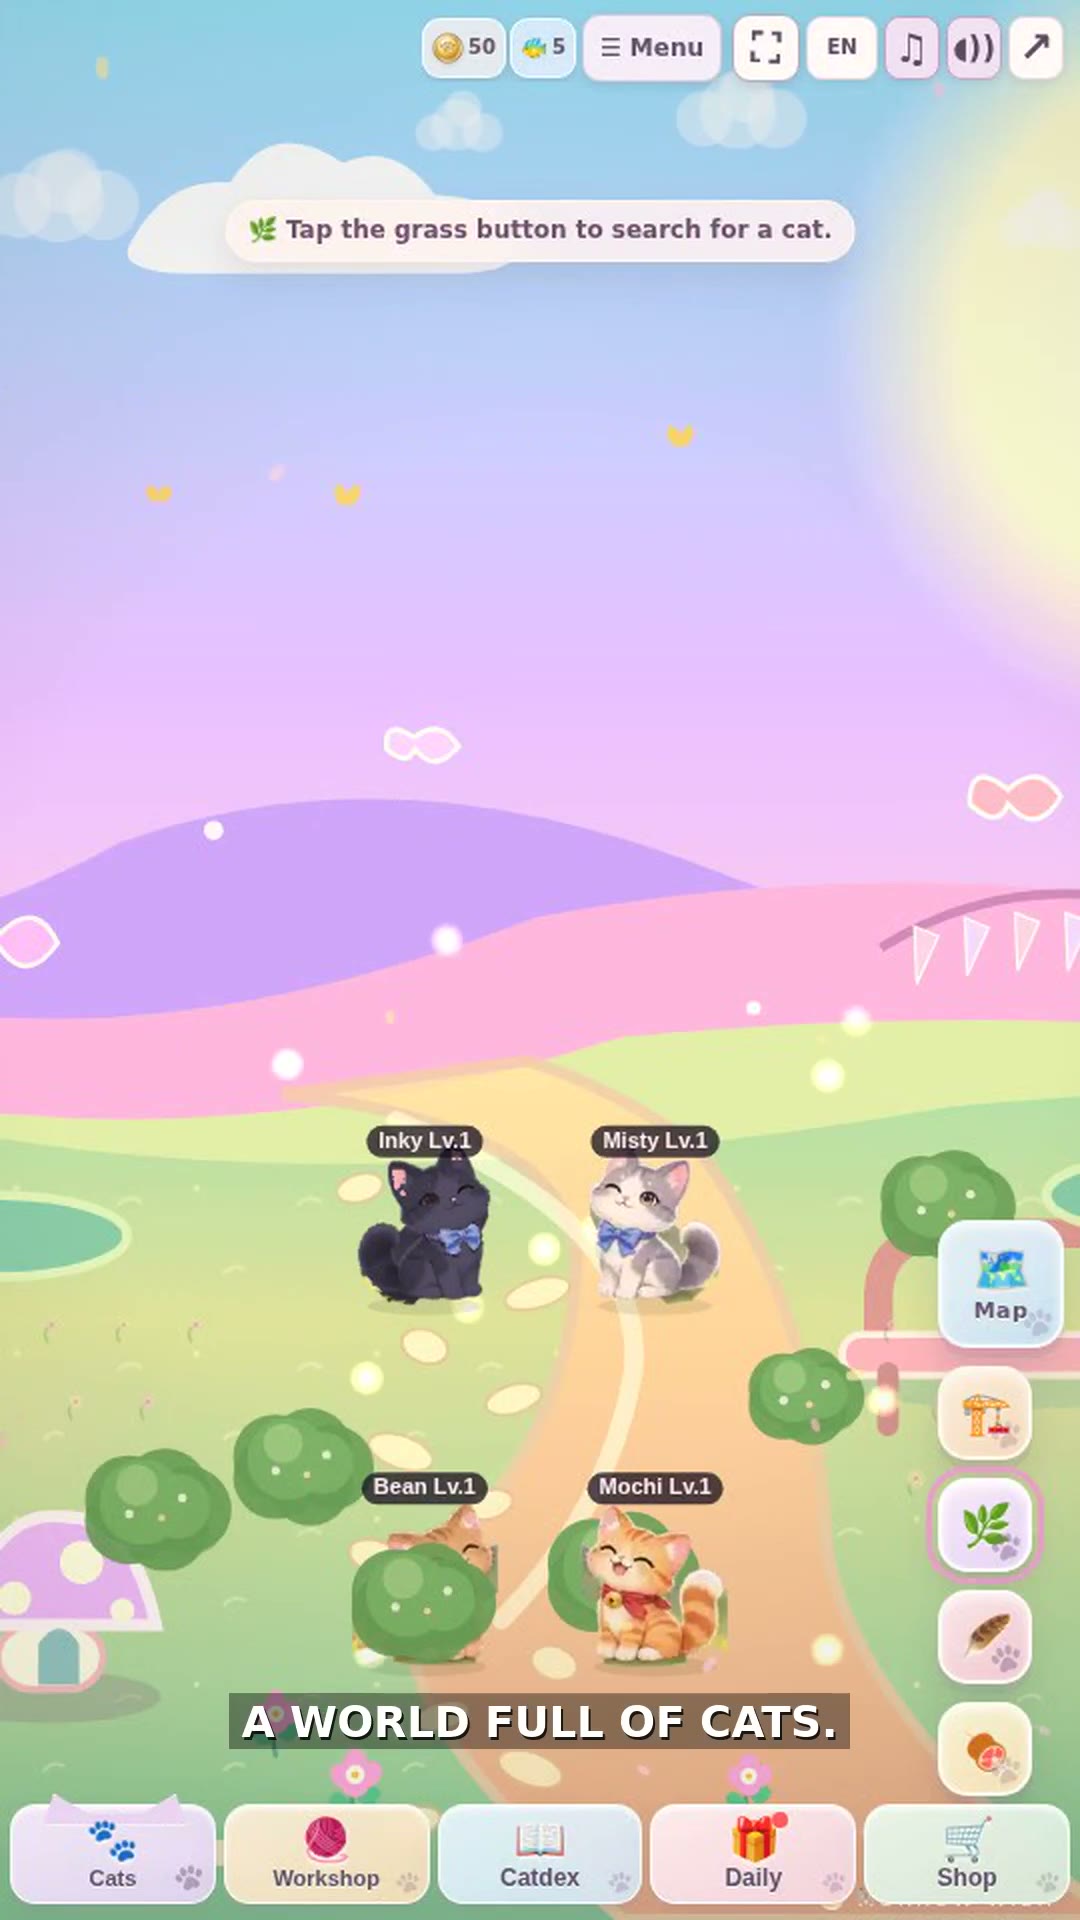 50
5
☰ Menu
EN
Tap the grass button to search for a cat.
Inky Lv.1
Misty Lv.1
Map
Bean Lv.1
Mochi Lv.1
A WORLD FULL OF CATS.
Cats
Workshop
Catdex
Daily
Shop